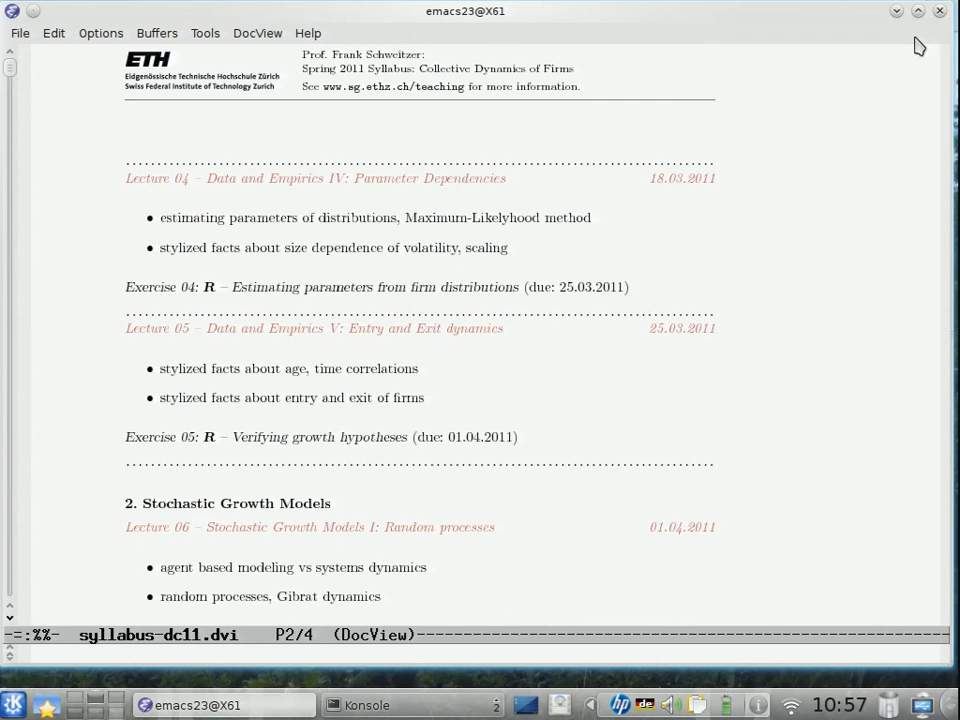 emacs23@X61
File Edit Options Buffers Tools DocView Help
ETH
Eidgenössische Technische Hochschule Zürich
Swiss Federal Institute of Technology Zurich
Prof. Frank Schweitzer:
Spring 2011 Syllabus: Collective Dynamics of Firms
See www.sg.ethz.ch/teaching for more information.
Lecture 04 – Data and Empirics IV: Parameter Dependencies 18.03.2011
• estimating parameters of distributions, Maximum-Likelyhood method
• stylized facts about size dependence of volatility, scaling
Exercise 04: R – Estimating parameters from firm distributions (due: 25.03.2011)
Lecture 05 – Data and Empirics V: Entry and Exit dynamics 25.03.2011
• stylized facts about age, time correlations
• stylized facts about entry and exit of firms
Exercise 05: R – Verifying growth hypotheses (due: 01.04.2011)
2. Stochastic Growth Models
Lecture 06 – Stochastic Growth Models I: Random processes 01.04.2011
• agent based modeling vs systems dynamics
• random processes, Gibrat dynamics
-=:%%- syllabus-dc11.dvi P2/4 (DocView)
emacs23@X61 Konsole 2 hp de 10:57